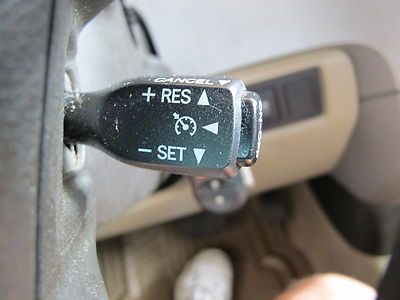 CANCEL ▼
+ RES ▲
◄
− SET ▼